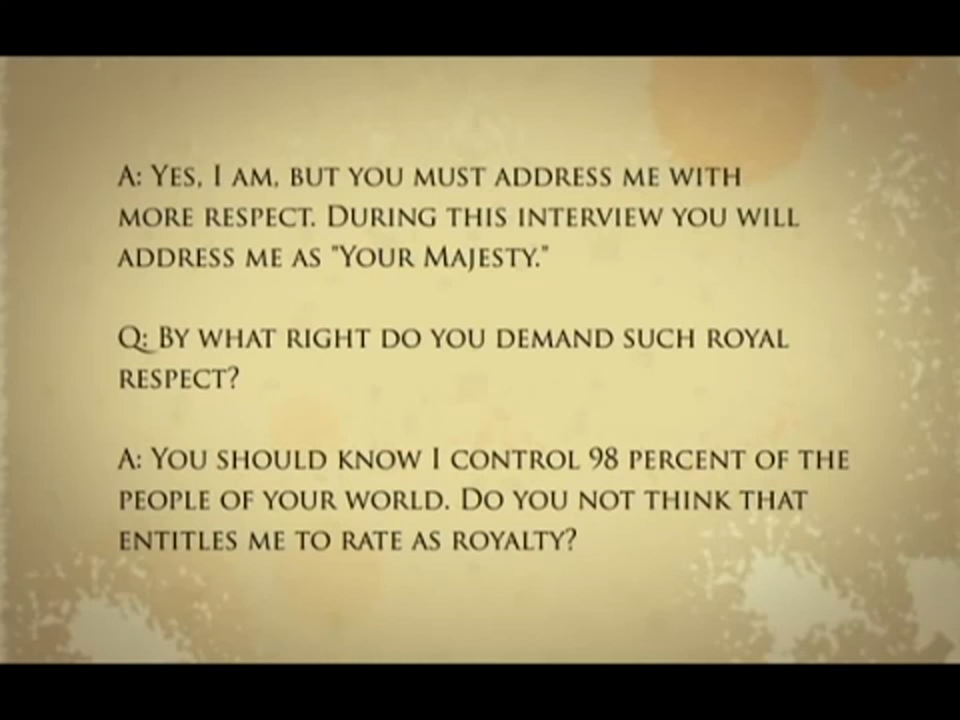 A: Yes, I am, but you must address me with
more respect. During this interview you will
address me as "Your Majesty."
Q: By what right do you demand such royal
respect?
A: You should know I control 98 percent of the
people of your world. Do you not think that
entitles me to rate as royalty?